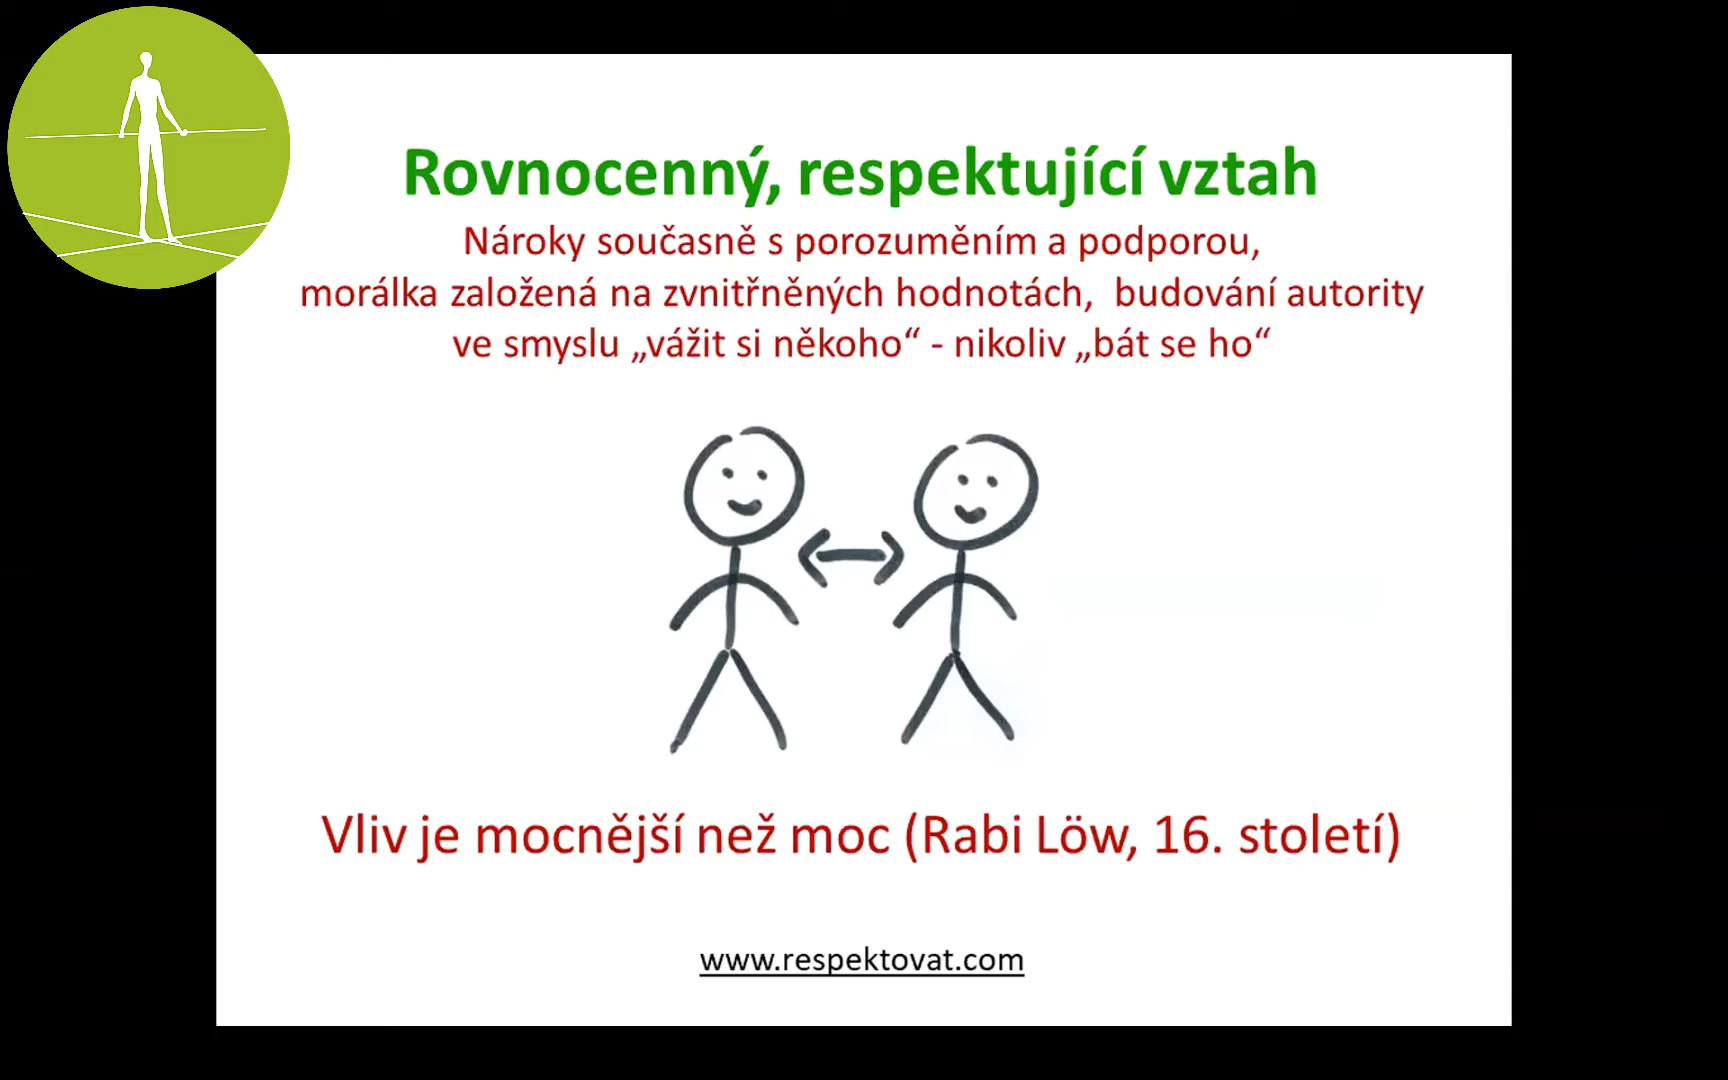 Rovnocenný, respektující vztah
Nároky současně s porozuměním a podporou,
morálka založená na zvnitřněných hodnotách, budování autority
ve smyslu „vážit si někoho“ - nikoliv „bát se ho“
Vliv je mocnější než moc (Rabi Löw, 16. století)
www.respektovat.com